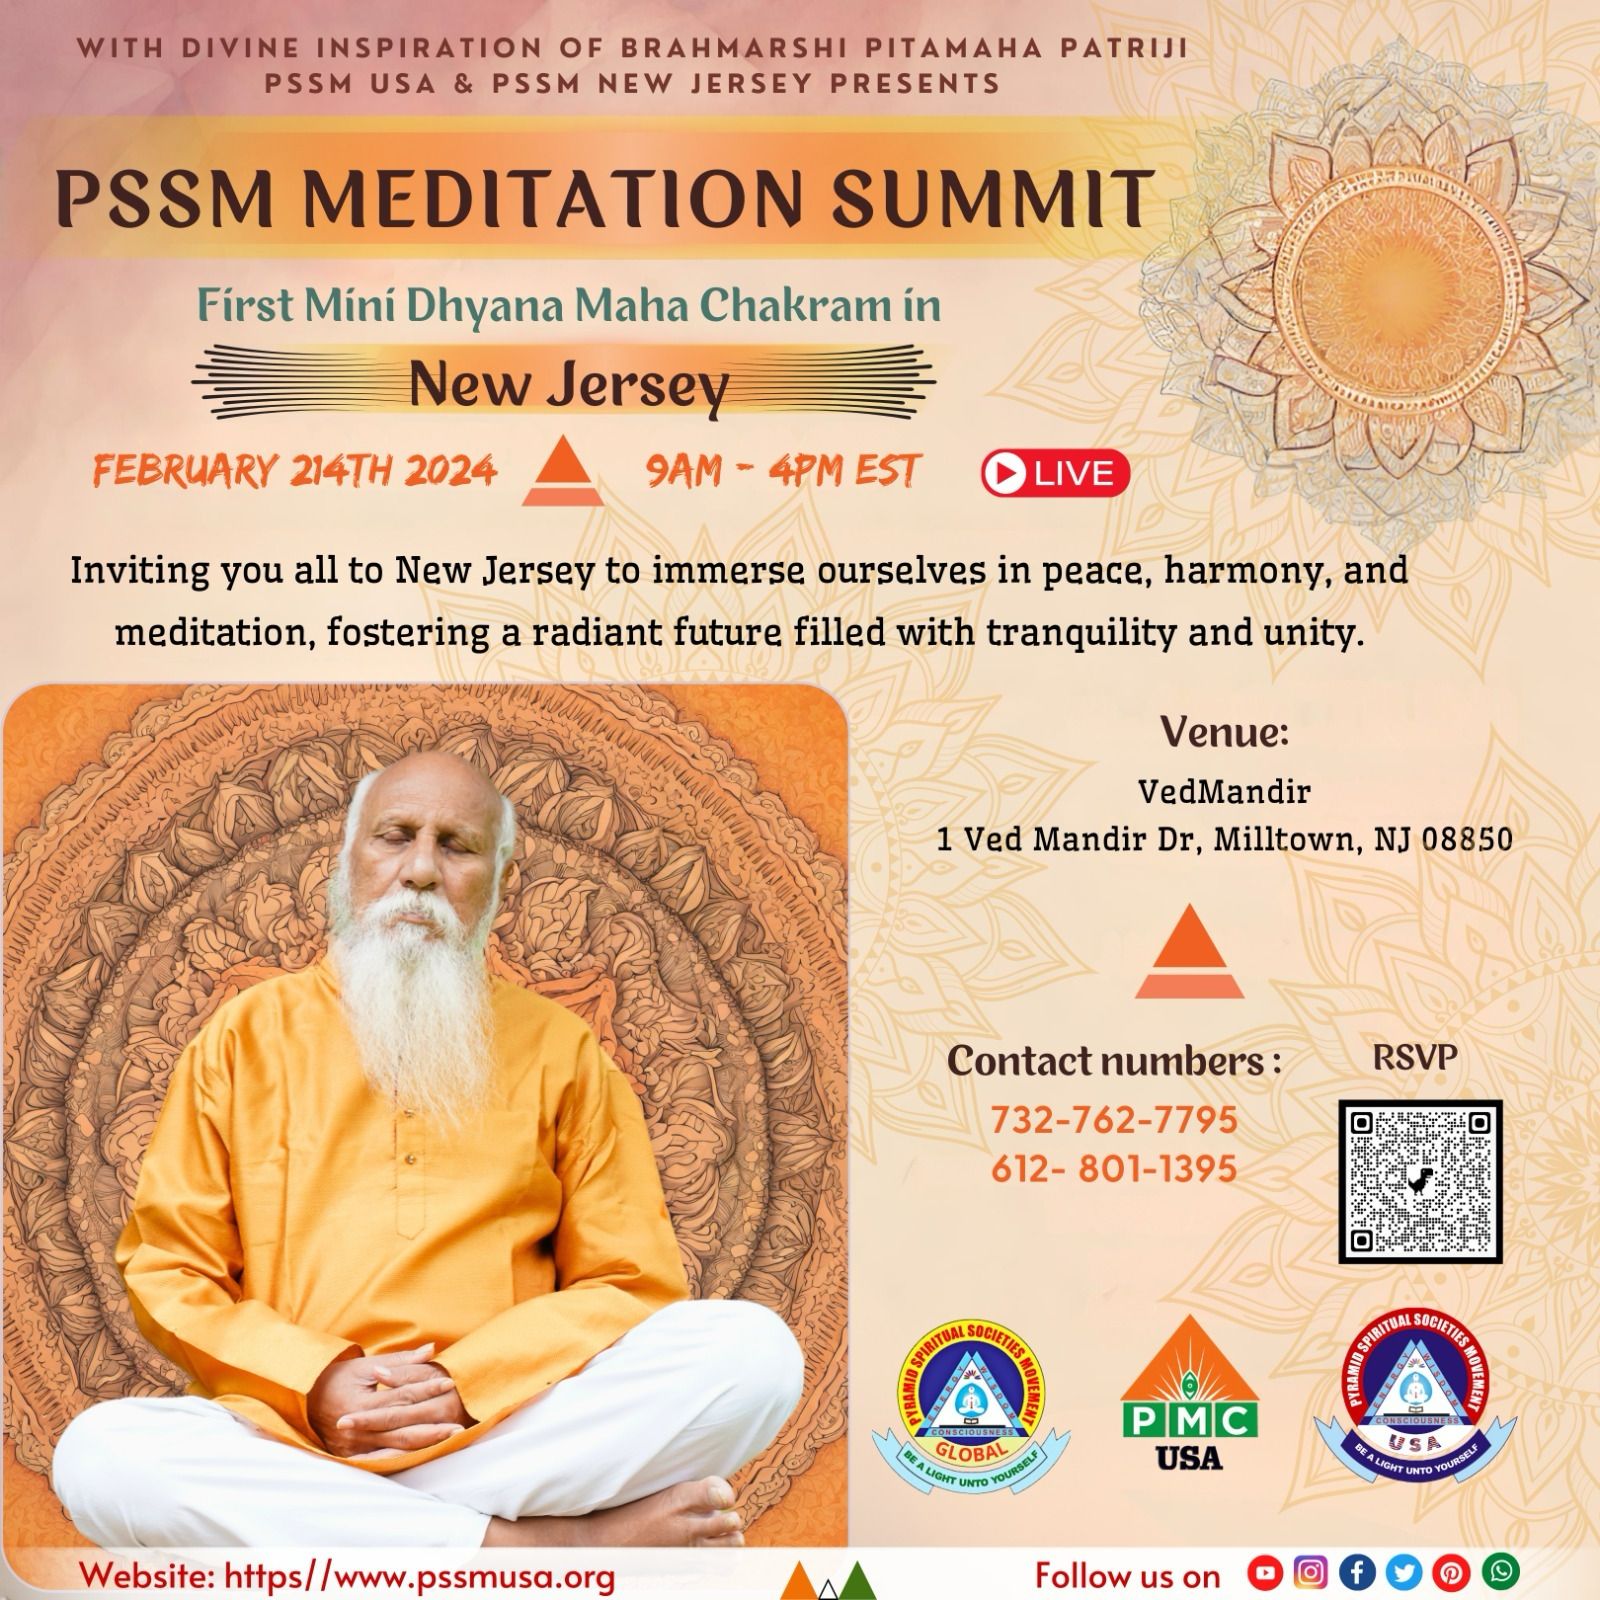 WITH DIVINE INSPIRATION OF BRAHMARSHI PITAMAHA PATRIJI
PSSM USA & PSSM NEW JERSEY PRESENTS
PSSM MEDITATION SUMMIT
First Mini Dhyana Maha Chakram in
New Jersey
FEBRUARY 214TH 2024
9AM - 4PM EST
LIVE
Inviting you all to New Jersey to immerse ourselves in peace, harmony, and
meditation, fostering a radiant future filled with tranquility and unity.
Venue:
VedMandir
1 Ved Mandir Dr, Milltown, NJ 08850
Contact numbers :
732-762-7795
612- 801-1395
RSVP
PYRAMID SPIRITUAL SOCIETIES MOVEMENT
ENERGY WISDOM
CONSCIOUSNESS
GLOBAL
BE A LIGHT UNTO YOURSELF
PMC
USA
PYRAMID SPIRITUAL SOCIETIES MOVEMENT
ENERGY WISDOM
CONSCIOUSNESS
USA
BE A LIGHT UNTO YOURSELF
Website: https//www.pssmusa.org
Follow us on